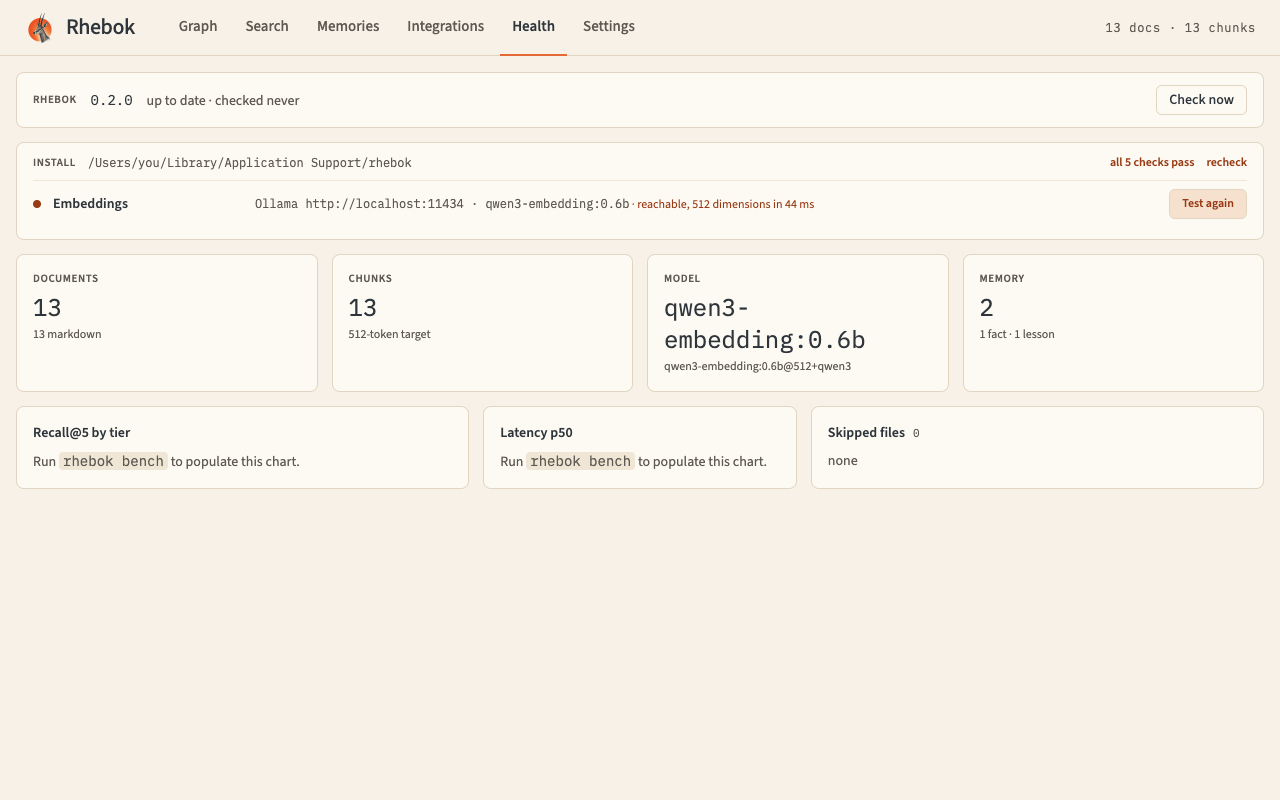 Rhebok Graph Search Memories Integrations Health Settings 13 docs · 13 chunks
RHEBOK 0.2.0 up to date · checked never Check now
INSTALL /Users/you/Library/Application Support/rhebok all 5 checks pass recheck
Embeddings Ollama http://localhost:11434 · qwen3-embedding:0.6b · reachable, 512 dimensions in 44 ms Test again
DOCUMENTS
13
13 markdown
CHUNKS
13
512-token target
MODEL
qwen3-
embedding:0.6b
qwen3-embedding:0.6b@512+qwen3
MEMORY
2
1 fact · 1 lesson
Recall@5 by tier
Run rhebok bench to populate this chart.
Latency p50
Run rhebok bench to populate this chart.
Skipped files 0
none